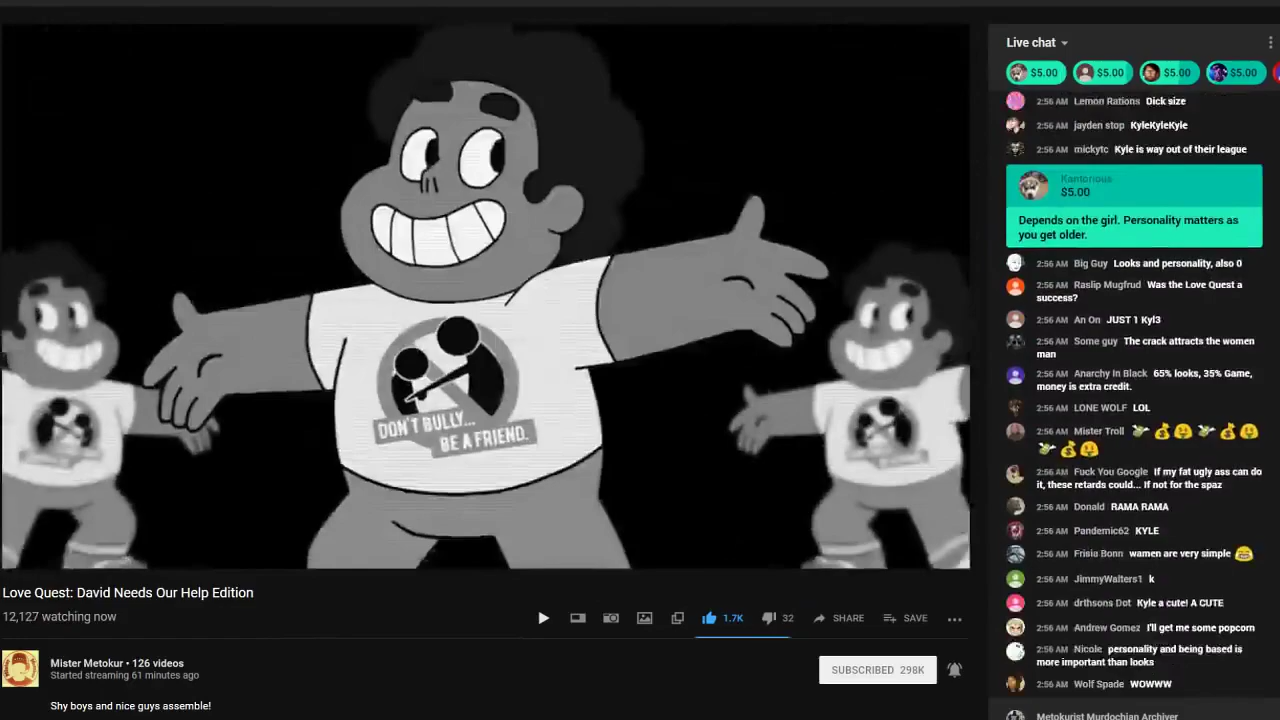 Live chat
$5.00
$5.00
$5.00
$5.00
2:56 AM Lemon Rations Dick size
2:56 AM jayden stop KyleKyleKyle
2:56 AM mickytc Kyle is way out of their league
Kantorious
$5.00
Depends on the girl. Personality matters as
you get older.
2:56 AM Big Guy Looks and personality, also 0
2:56 AM Raslip Mugfrud Was the Love Quest a
success?
2:56 AM An On JUST 1 Kyl3
2:56 AM Some guy The crack attracts the women
man
2:56 AM Anarchy In Black 65% looks, 35% Game,
money is extra credit.
2:56 AM LONE WOLF LOL
2:56 AM Mister Troll
2:56 AM Fuck You Google If my fat ugly ass can do
it, these retards could... If not for the spaz
2:56 AM Donald RAMA RAMA
2:56 AM Pandemic62 KYLE
2:56 AM Frisia Bonn wamen are very simple
2:56 AM JimmyWalters1 k
2:56 AM drthsons Dot Kyle a cute! A CUTE
2:56 AM Andrew Gomez I'll get me some popcorn
2:56 AM Nicole personality and being based is
more important than looks
2:56 AM Wolf Spade WOWWW
Metokurist Murdochian Archiver
DON'T BULLY...
BE A FRIEND.
Love Quest: David Needs Our Help Edition
12,127 watching now
1.7K
32
SHARE
SAVE
Mister Metokur • 126 videos
Started streaming 61 minutes ago
SUBSCRIBED 298K
Shy boys and nice guys assemble!